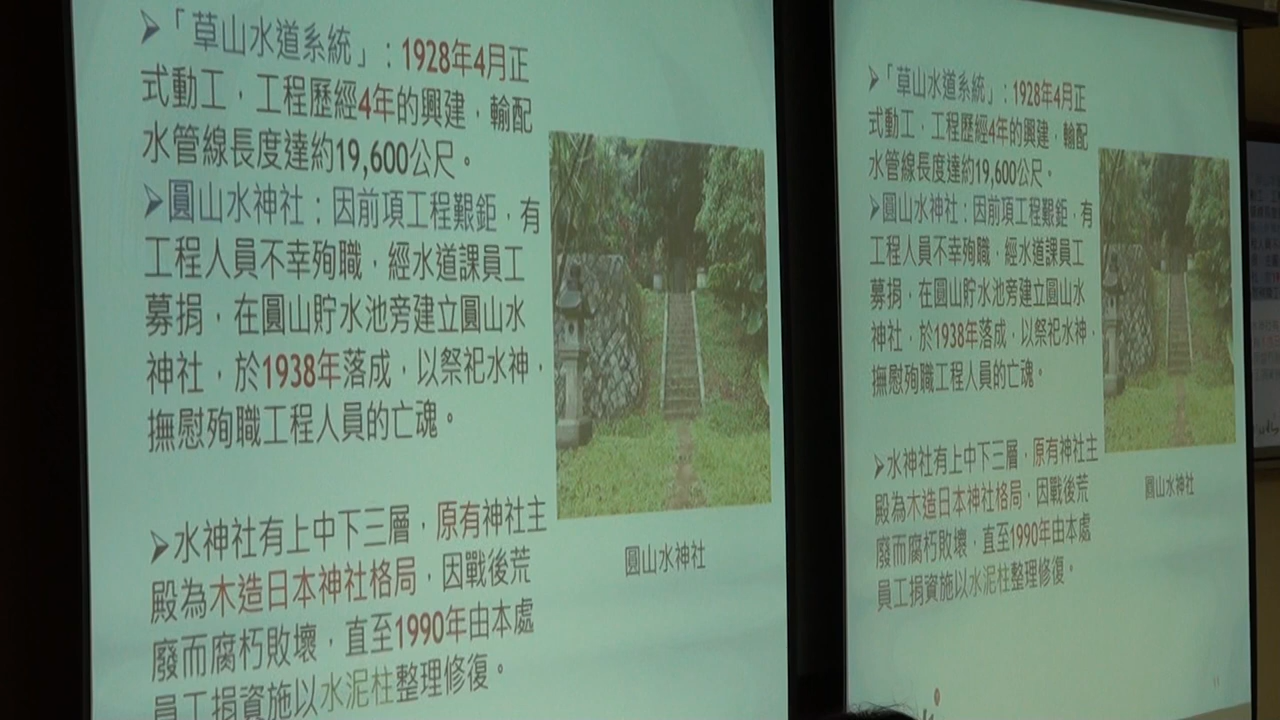 ➤「草山水道系統」：1928年4月正
式動工，工程歷經4年的興建，輸配
水管線長度達約19,600公尺。
➤圓山水神社：因前項工程艱鉅，有
工程人員不幸殉職，經水道課員工
募捐，在圓山貯水池旁建立圓山水
神社，於1938年落成，以祭祀水神，
撫慰殉職工程人員的亡魂。
➤水神社有上中下三層，原有神社主
殿為木造日本神社格局，因戰後荒
廢而腐朽敗壞，直至1990年由本處
員工捐資施以水泥柱整理修復。
圓山水神社
➤「草山水道系統」：1928年4月正
式動工，工程歷經4年的興建，輸配
水管線長度達約19,600公尺。
➤圓山水神社：因前項工程艱鉅，有
工程人員不幸殉職，經水道課員工
募捐，在圓山貯水池旁建立圓山水
神社，於1938年落成，以祭祀水神，
撫慰殉職工程人員的亡魂。
➤水神社有上中下三層，原有神社主
殿為木造日本神社格局，因戰後荒
廢而腐朽敗壞，直至1990年由本處
員工捐資施以水泥柱整理修復。
圓山水神社